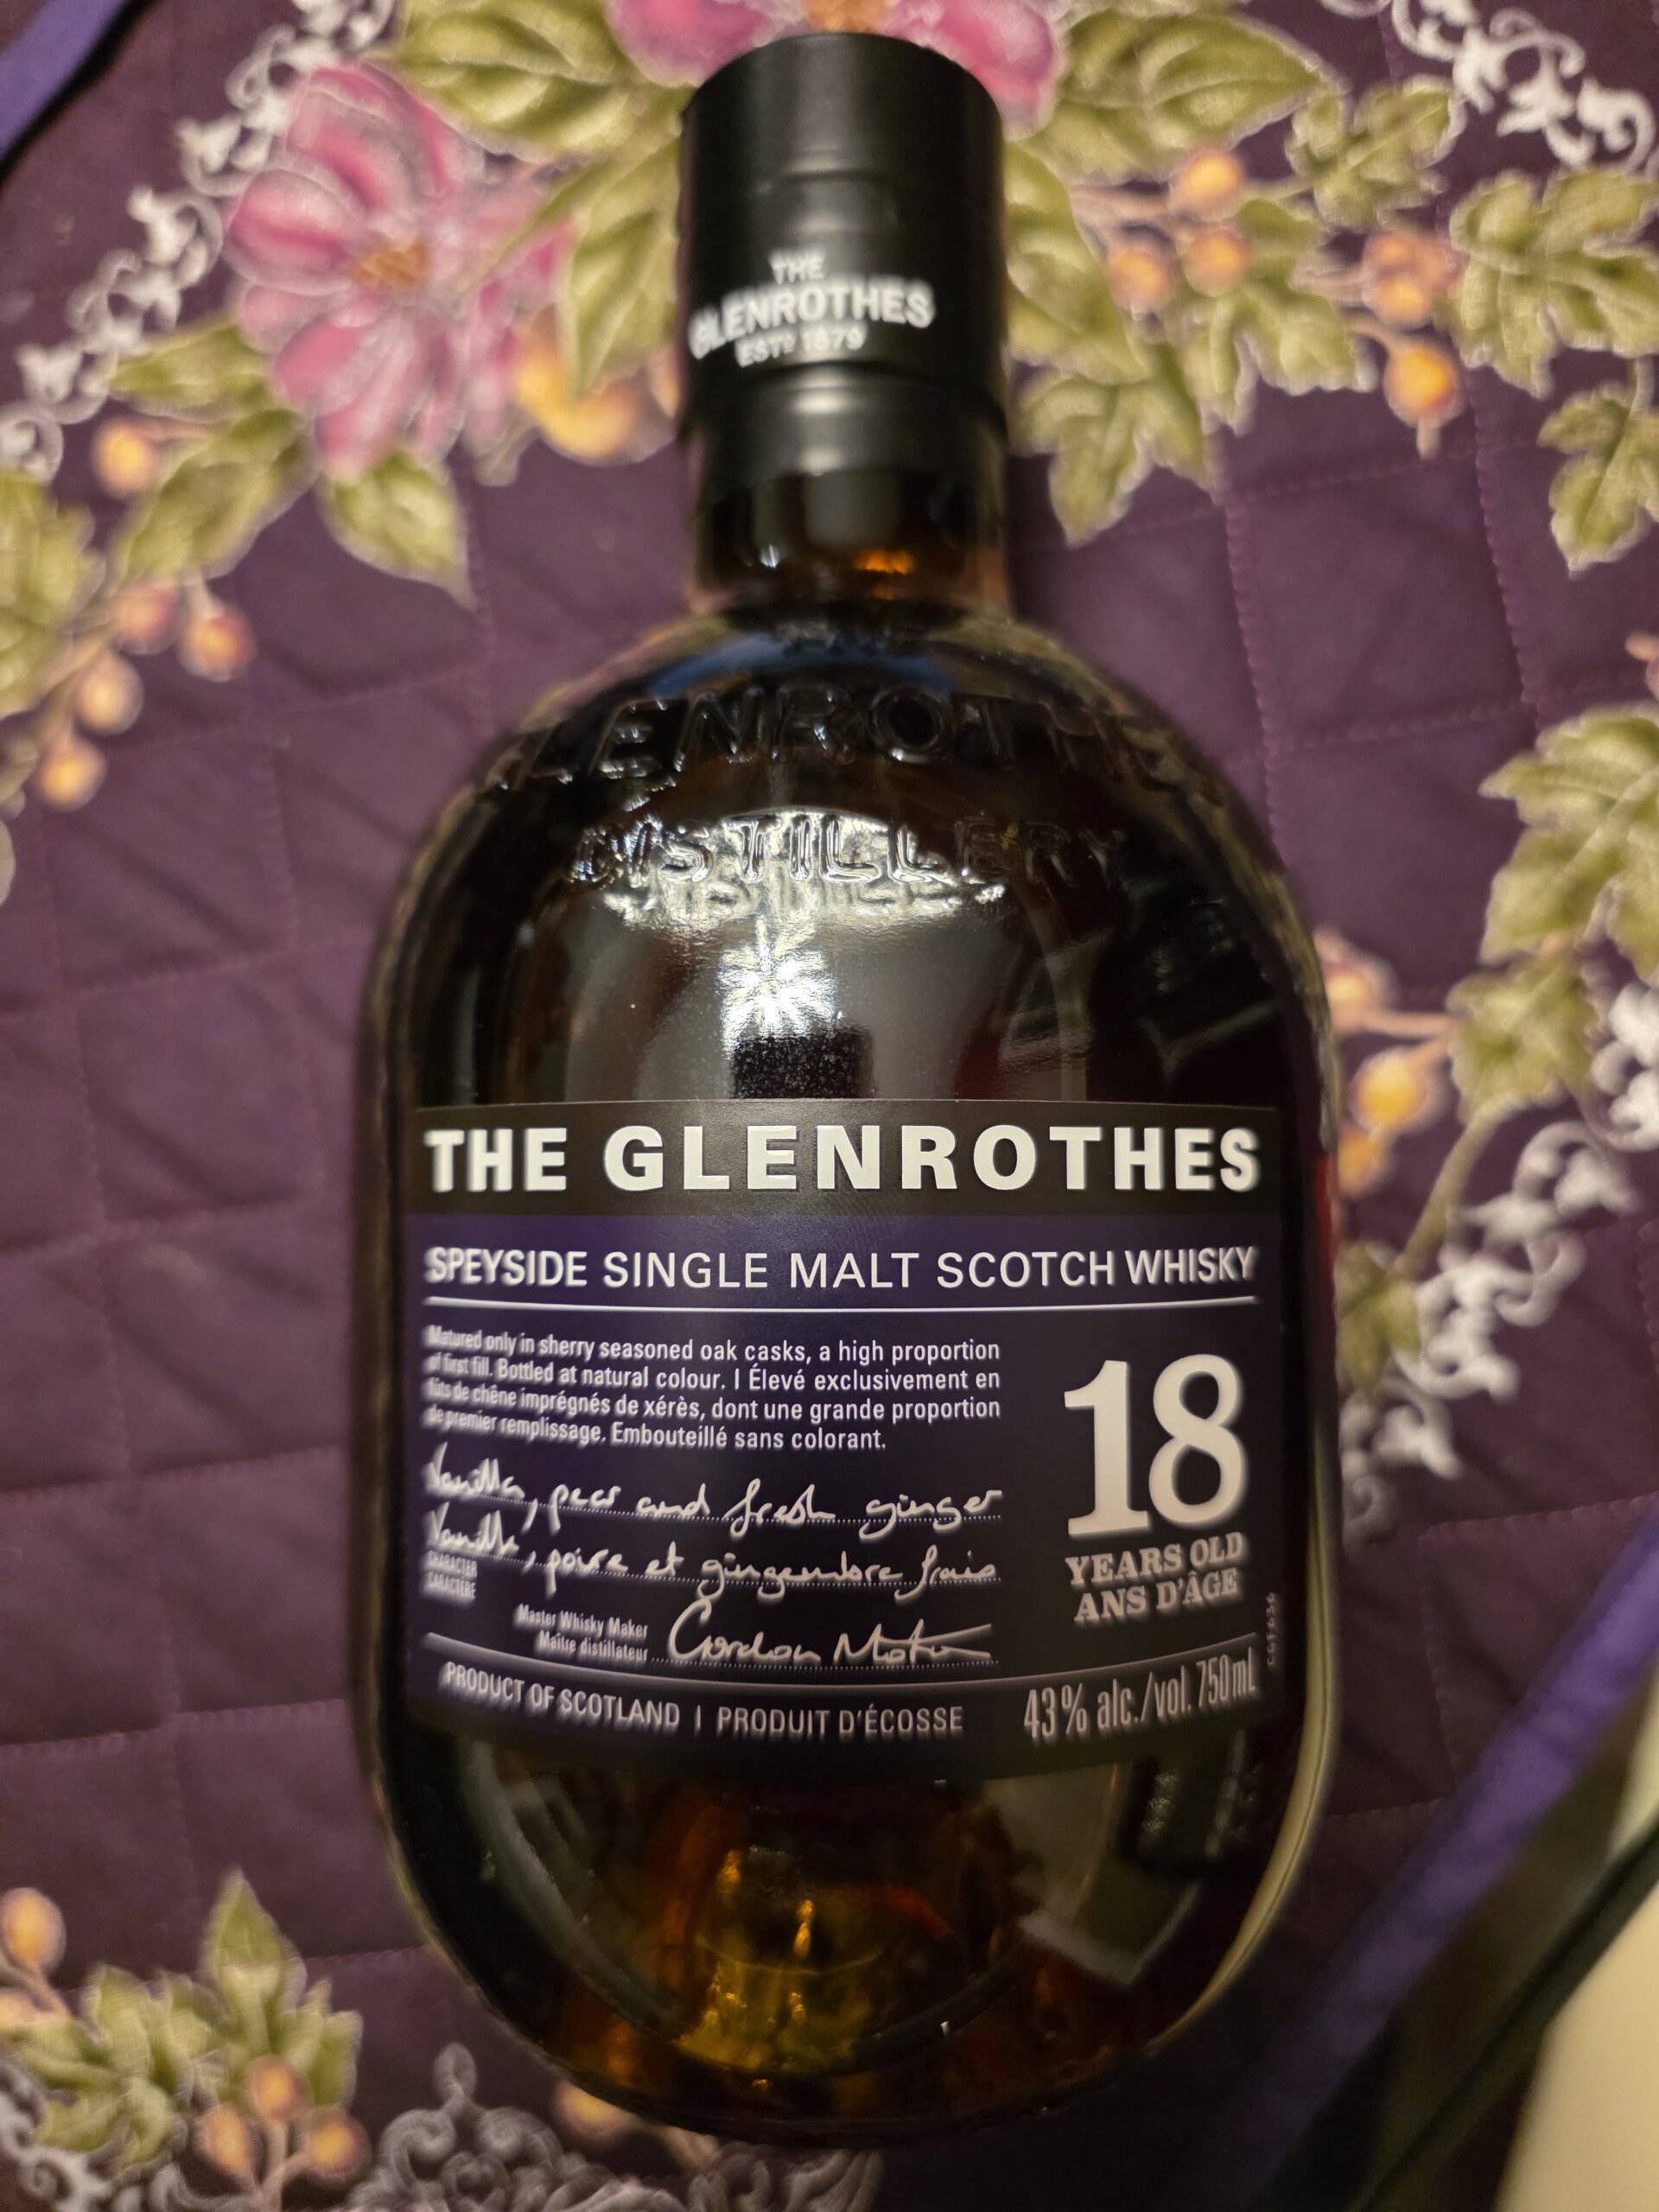 THE
GLENROTHES
ESTD 1879
GLENROTHES
DISTILLERY
THE GLENROTHES
SPEYSIDE SINGLE MALT SCOTCH WHISKY
Matured only in sherry seasoned oak casks, a high proportion
of first fill. Bottled at natural colour. | Élevé exclusivement en
fûts de chêne imprégnés de xérès, dont une grande proportion
de premier remplissage. Embouteillé sans colorant.
Vanilla, pear and fresh ginger
Vanille, poire et gingembre frais
CHARACTER
CARACTÈRE
Master Whisky Maker
Maître distillateur
Gordon Motion
18
YEARS OLD
ANS D'ÂGE
PRODUCT OF SCOTLAND | PRODUIT D'ÉCOSSE
43% alc./vol. 750mL